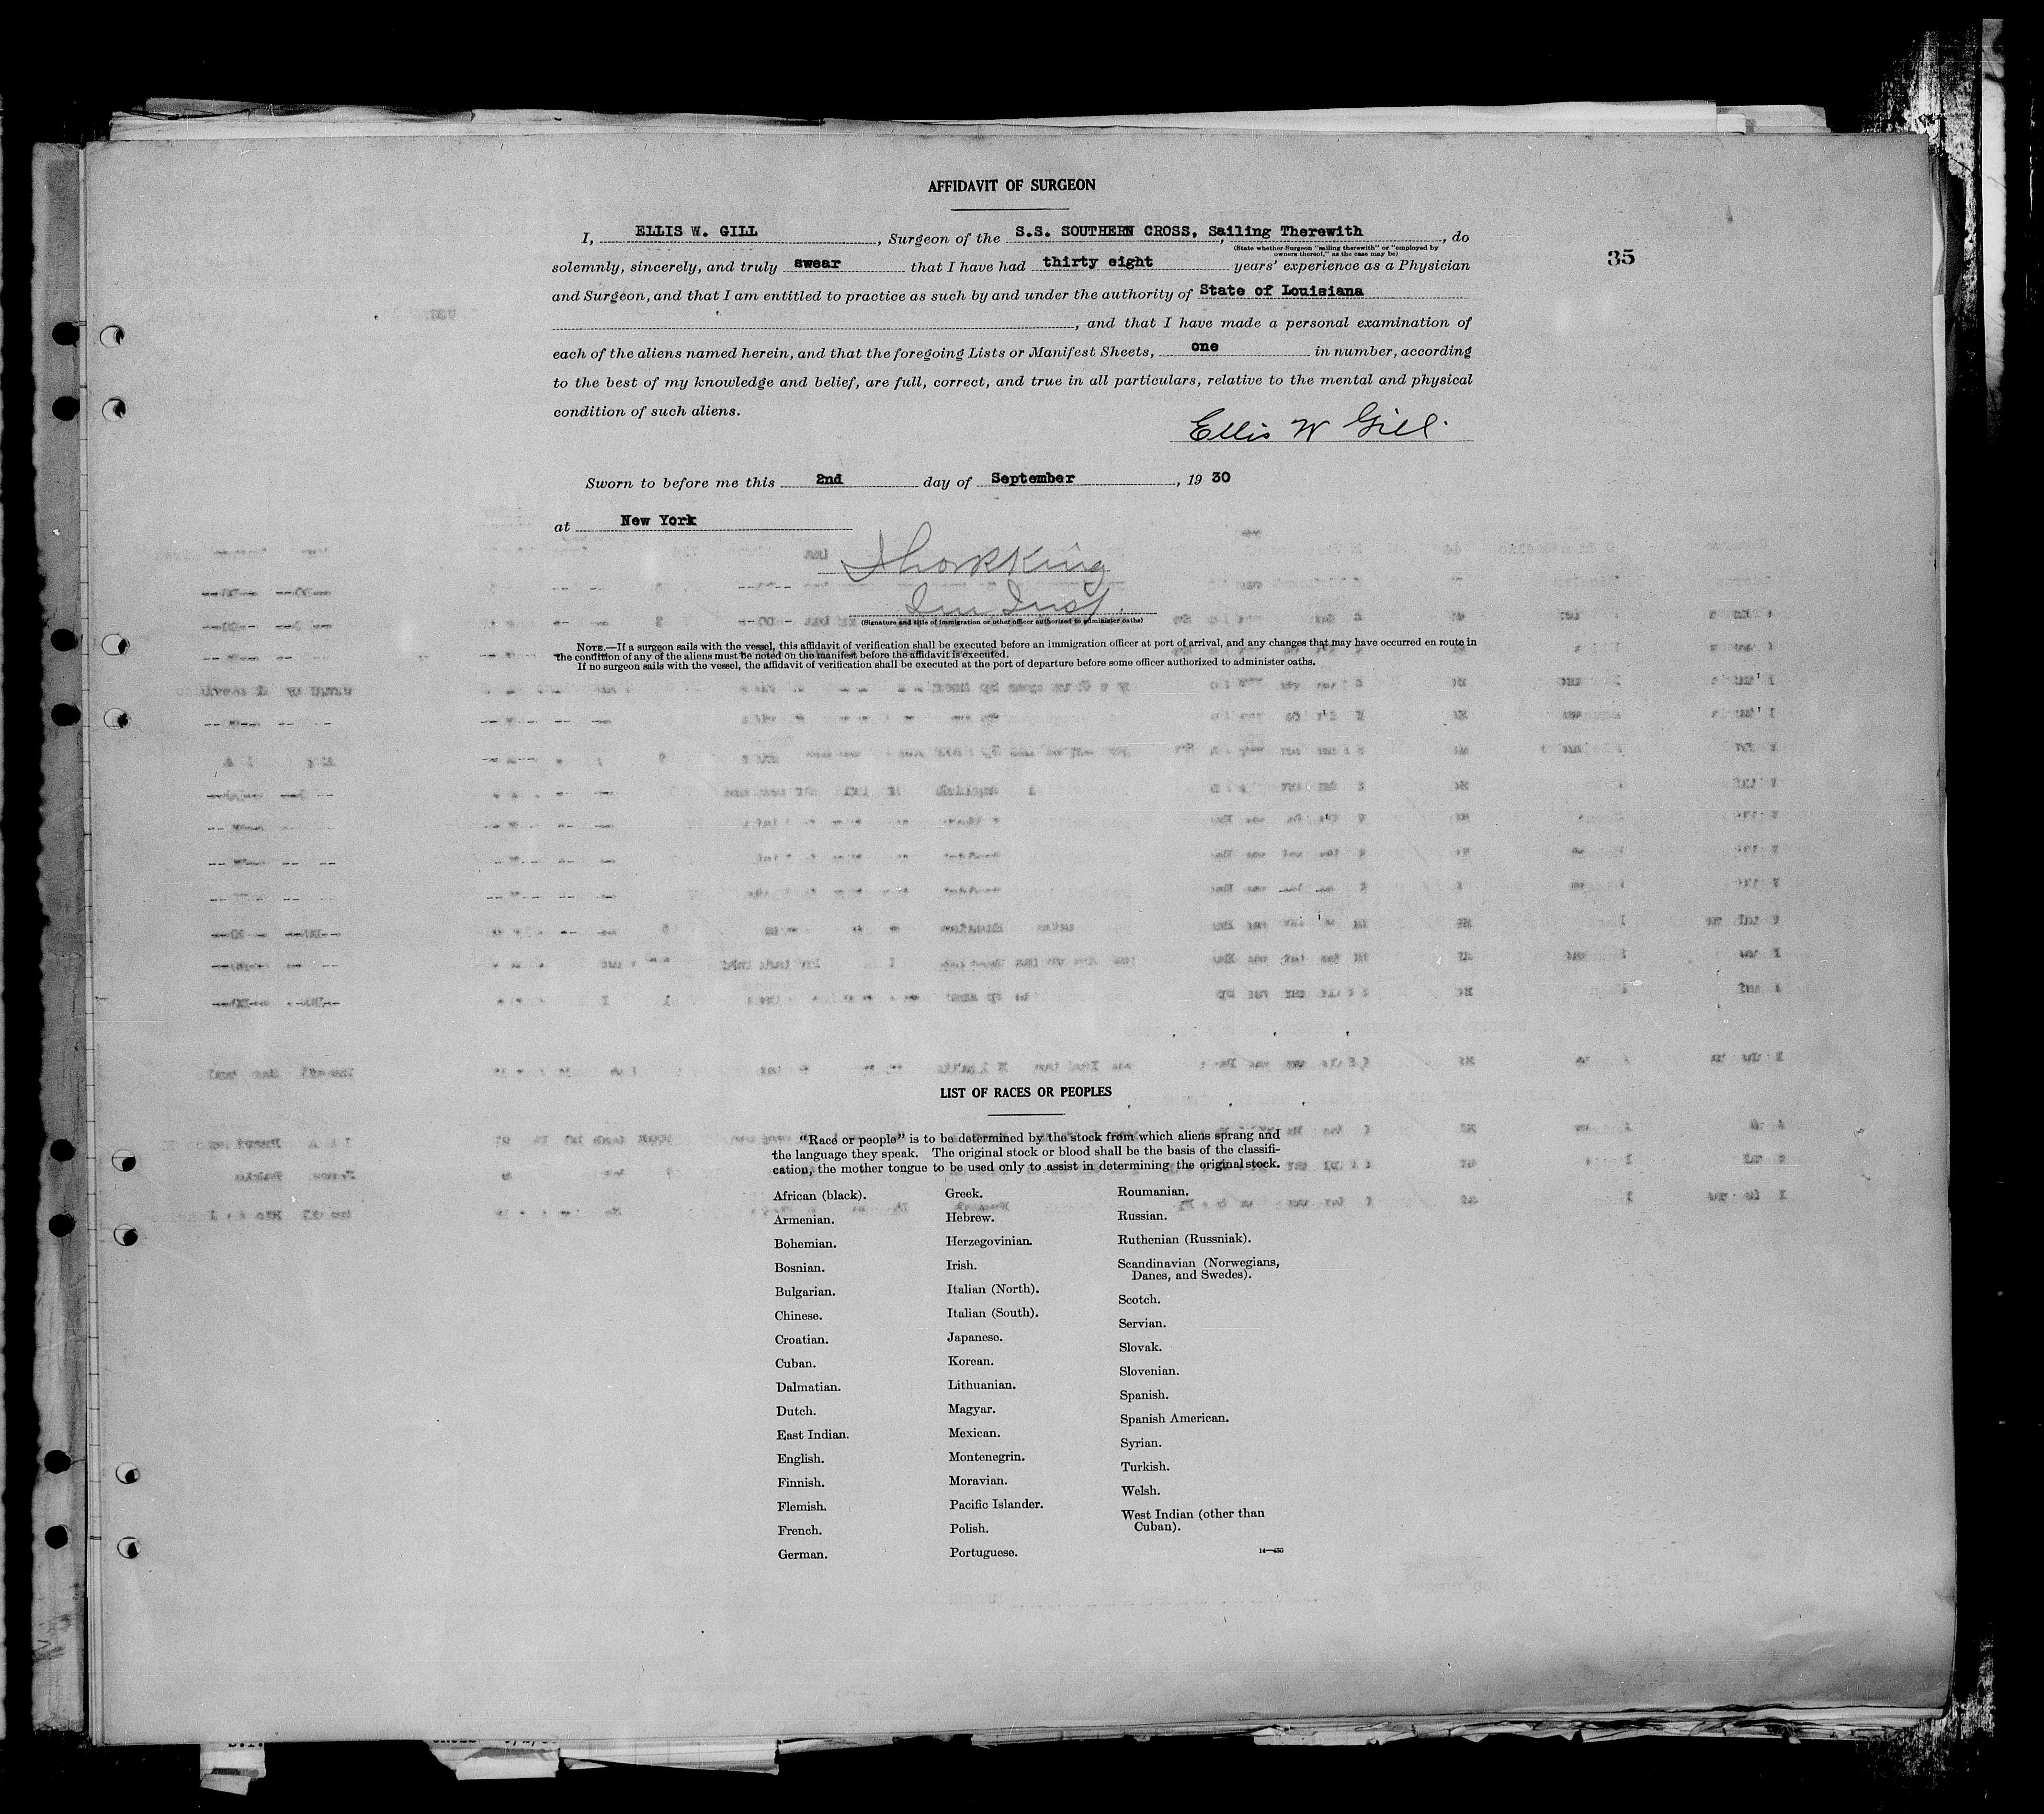 AFFIDAVIT OF SURGEON
I, ELLIS W. GILL, Surgeon of the S.S. SOUTHERN CROSS, Sailing Therewith, do
(State whether Surgeon "sailing therewith" or "employed by
owners thereof," as the case may be)
35
solemnly, sincerely, and truly swear that I have had thirty eight years' experience as a Physician
and Surgeon, and that I am entitled to practice as such by and under the authority of State of Louisiana
, and that I have made a personal examination of
each of the aliens named herein, and that the foregoing Lists or Manifest Sheets, one in number, according
to the best of my knowledge and belief, are full, correct, and true in all particulars, relative to the mental and physical
condition of such aliens.
Ellis W Gill.
Sworn to before me this 2nd day of September, 19 30
at New York
(Signature and title of immigration or other officer authorized to administer oaths)
NOTE.—If a surgeon sails with the vessel, this affidavit of verification shall be executed before an immigration officer at port of arrival, and any changes that may have occurred en route in
the condition of any of the aliens must be noted on the manifest before the affidavit is executed.
If no surgeon sails with the vessel, the affidavit of verification shall be executed at the port of departure before some officer authorized to administer oaths.
LIST OF RACES OR PEOPLES
"Race or people" is to be determined by the stock from which aliens sprang and
the language they speak. The original stock or blood shall be the basis of the classifi-
cation, the mother tongue to be used only to assist in determining the original stock.
African (black).
Armenian.
Bohemian.
Bosnian.
Bulgarian.
Chinese.
Croatian.
Cuban.
Dalmatian.
Dutch.
East Indian.
English.
Finnish.
Flemish.
French.
German.
Greek.
Hebrew.
Herzegovinian.
Irish.
Italian (North).
Italian (South).
Japanese.
Korean.
Lithuanian.
Magyar.
Mexican.
Montenegrin.
Moravian.
Pacific Islander.
Polish.
Portuguese.
Roumanian.
Russian.
Ruthenian (Russniak).
Scandinavian (Norwegians,
Danes, and Swedes).
Scotch.
Servian.
Slovak.
Slovenian.
Spanish.
Spanish American.
Syrian.
Turkish.
Welsh.
West Indian (other than
Cuban).